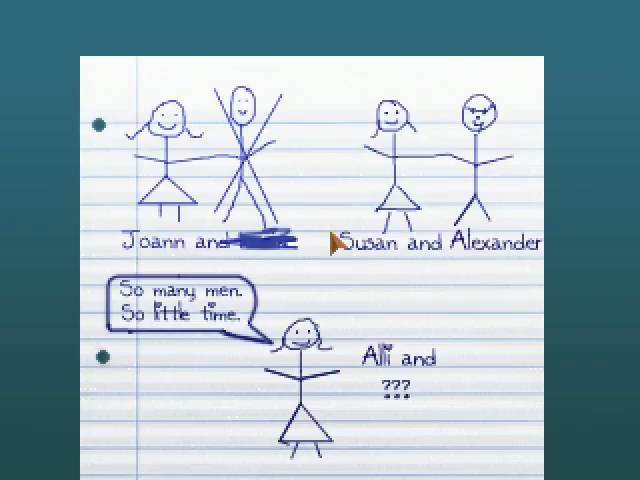 Joann and
Susan and Alexander
So many men.
So little time.
Alli and
???